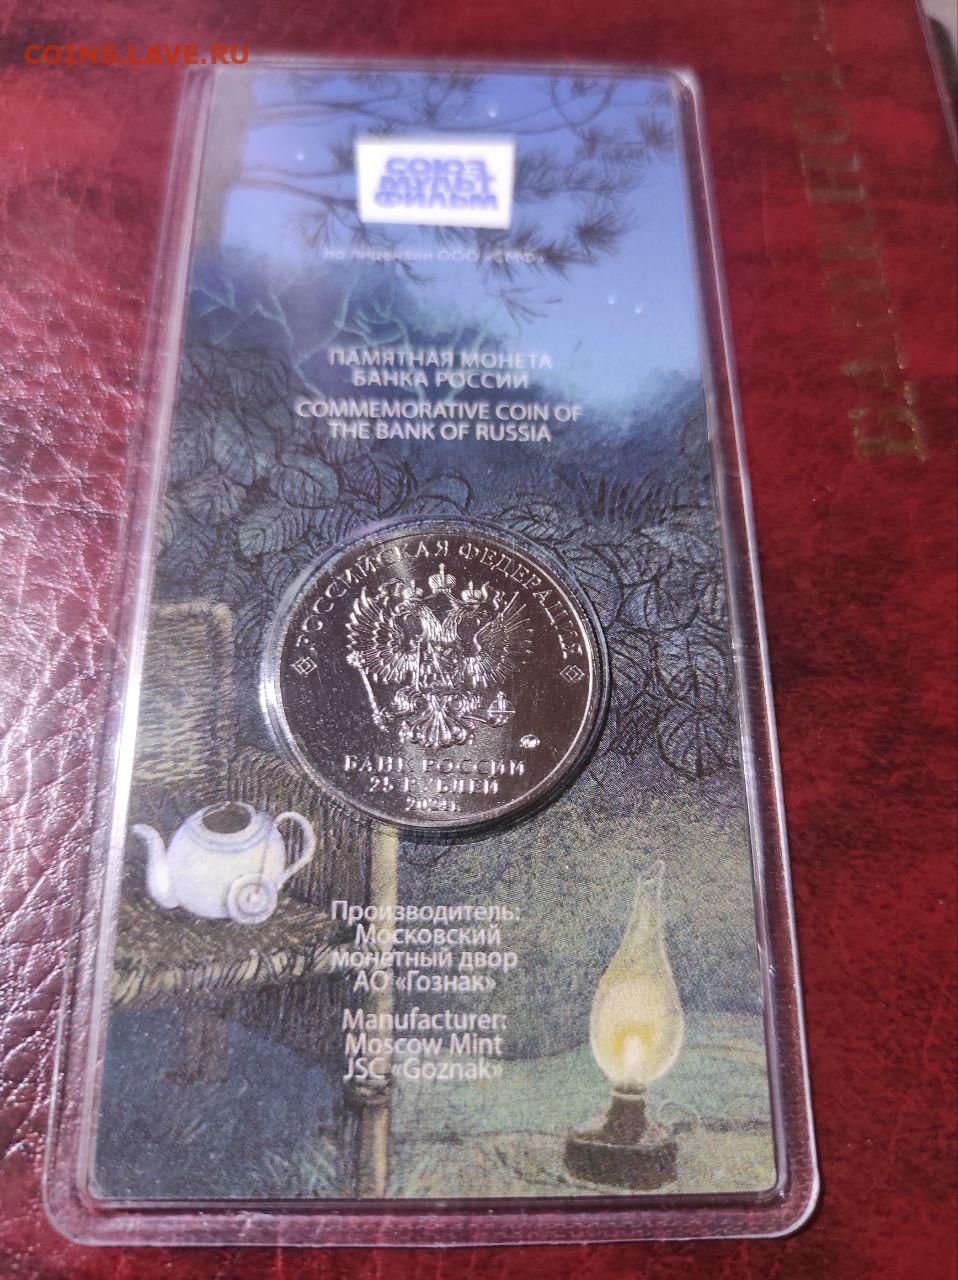 COINS.LAVE.RU
СОЮЗ
МУЛЬТ
ФИЛЬМ
по лицензии ООО «СМФ»
ПАМЯТНАЯ МОНЕТА
БАНКА РОССИИ
COMMEMORATIVE COIN OF
THE BANK OF RUSSIA
РОССИЙСКАЯ ФЕДЕРАЦИЯ
БАНК РОССИИ
25 РУБЛЕЙ
2024г.
Производитель:
Московский
монетный двор
АО «Гознак»
Manufacturer:
Moscow Mint
JSC «Goznak»